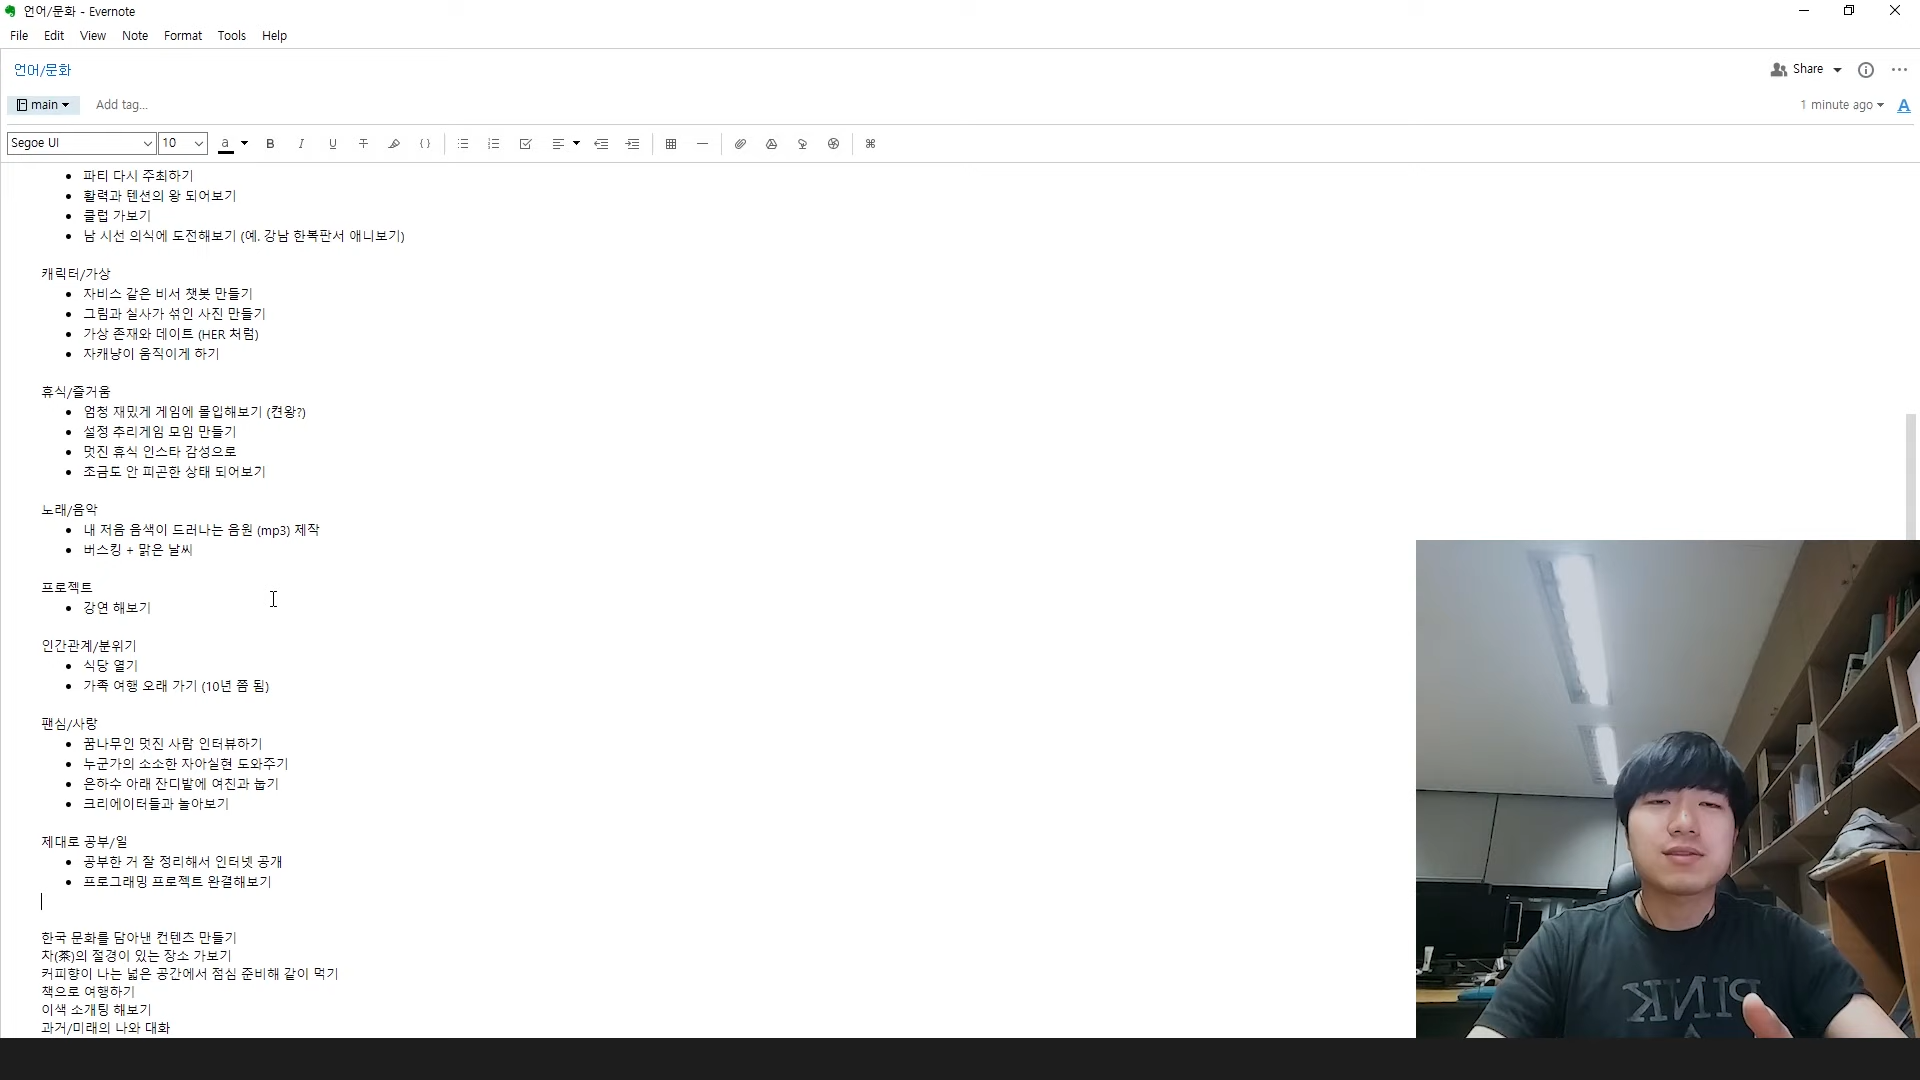 언어/문화 - Evernote
File Edit View Note Format Tools Help
언어/문화
Share
main Add tag...
1 minute ago A
Segoe UI 10 a B I U T
파티 다시 주최하기
활력과 텐션의 왕 되어보기
클럽 가보기
남 시선 의식에 도전해보기 (예. 강남 한복판서 애니보기)
캐릭터/가상
자비스 같은 비서 챗봇 만들기
그림과 실사가 섞인 사진 만들기
가상 존재와 데이트 (HER 처럼)
자캐냥이 움직이게 하기
휴식/즐거움
엄청 재밌게 게임에 몰입해보기 (켠왕?)
설정 추리게임 모임 만들기
멋진 휴식 인스타 감성으로
조금도 안 피곤한 상태 되어보기
노래/음악
내 저음 음색이 드러나는 음원 (mp3) 제작
버스킹 + 맑은 날씨
프로젝트
강연 해보기
인간관계/분위기
식당 열기
가족 여행 오래 가기 (10년 쯤 됨)
팬심/사랑
꿈나무인 멋진 사람 인터뷰하기
누군가의 소소한 자아실현 도와주기
은하수 아래 잔디밭에 여친과 눕기
크리에이터들과 놀아보기
제대로 공부/일
공부한 거 잘 정리해서 인터넷 공개
프로그래밍 프로젝트 완결해보기
한국 문화를 담아낸 컨텐츠 만들기
차(茶)의 절경이 있는 장소 가보기
커피향이 나는 넓은 공간에서 점심 준비해 같이 먹기
책으로 여행하기
이색 소개팅 해보기
과거/미래의 나와 대화
PINK